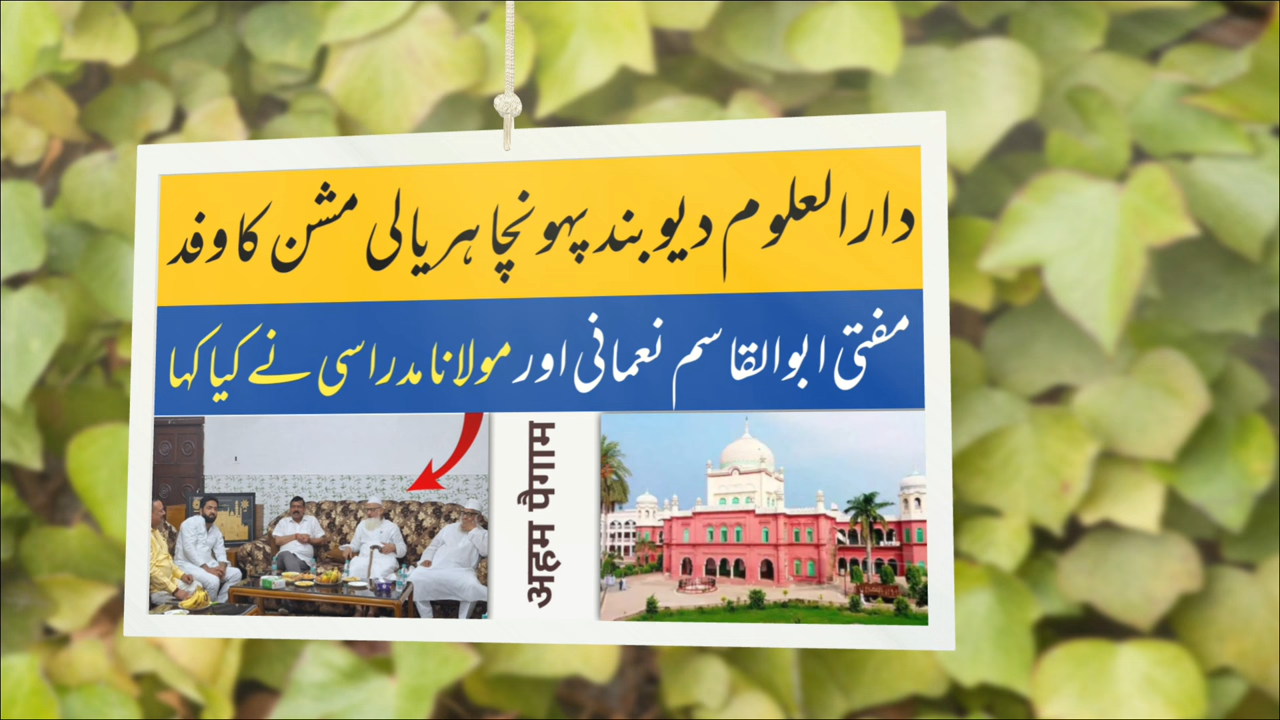 دارالعلوم دیوبند پہونچا ہریالی مشن کا وفد
مفتی ابوالقاسم نعمانی اور مولانا مدراسی نے کیا کہا
अहम पैगाम